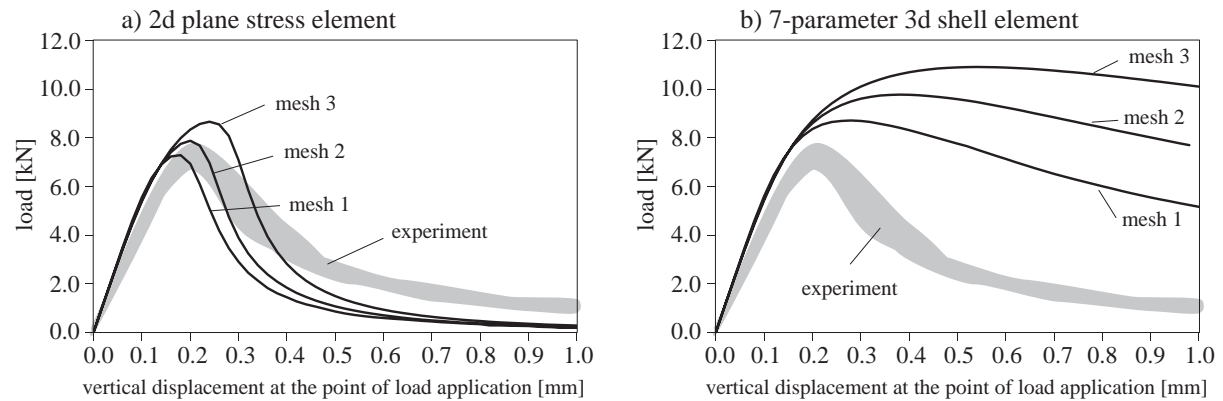 a) 2d plane stress element
12.0
10.0
8.0
6.0
4.0
2.0
0.0
load [kN]
mesh 3
mesh 2
mesh 1
experiment
0.0 0.1 0.2 0.3 0.4 0.5 0.6 0.7 0.8 0.9 1.0
vertical displacement at the point of load application [mm]
b) 7-parameter 3d shell element
12.0
10.0
8.0
6.0
4.0
2.0
0.0
load [kN]
mesh 3
mesh 2
mesh 1
experiment
0.0 0.1 0.2 0.3 0.4 0.5 0.6 0.7 0.8 0.9 1.0
vertical displacement at the point of load application [mm]